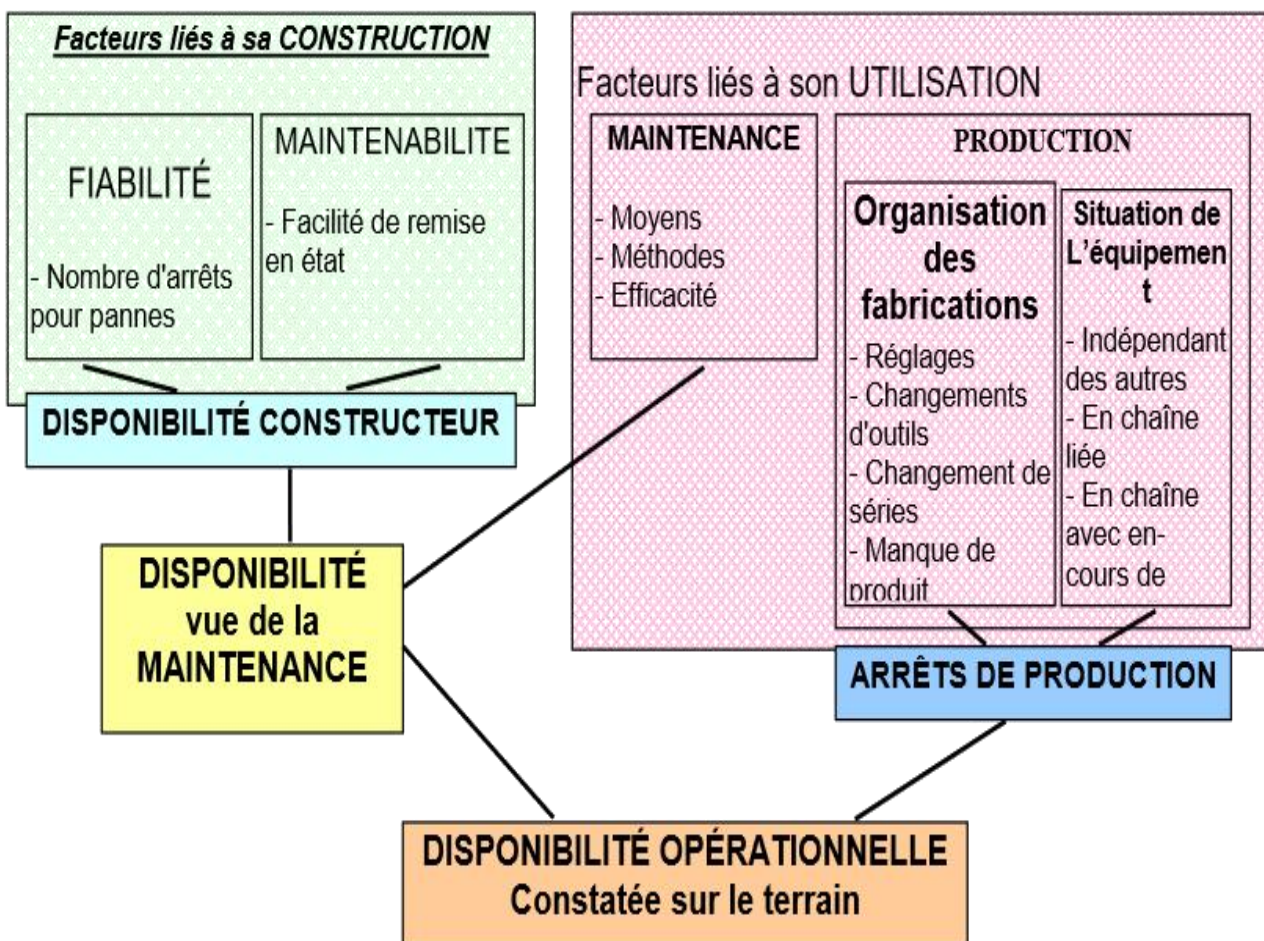 Facteurs liés à sa CONSTRUCTION
FIABILITÉ
- Nombre d'arrêts
pour pannes
MAINTENABILITE
- Facilité de remise
en état
DISPONIBILITÉ CONSTRUCTEUR
Facteurs liés à son UTILISATION
MAINTENANCE
- Moyens
- Méthodes
- Efficacité
PRODUCTION
Organisation
des
fabrications
- Réglages
- Changements
d'outils
- Changement de
séries
- Manque de
produit
Situation de
L'équipemen
t
- Indépendant
des autres
- En chaîne
liée
- En chaîne
avec en-
cours de
DISPONIBILITÉ
vue de la
MAINTENANCE
ARRÊTS DE PRODUCTION
DISPONIBILITÉ OPÉRATIONNELLE
Constatée sur le terrain